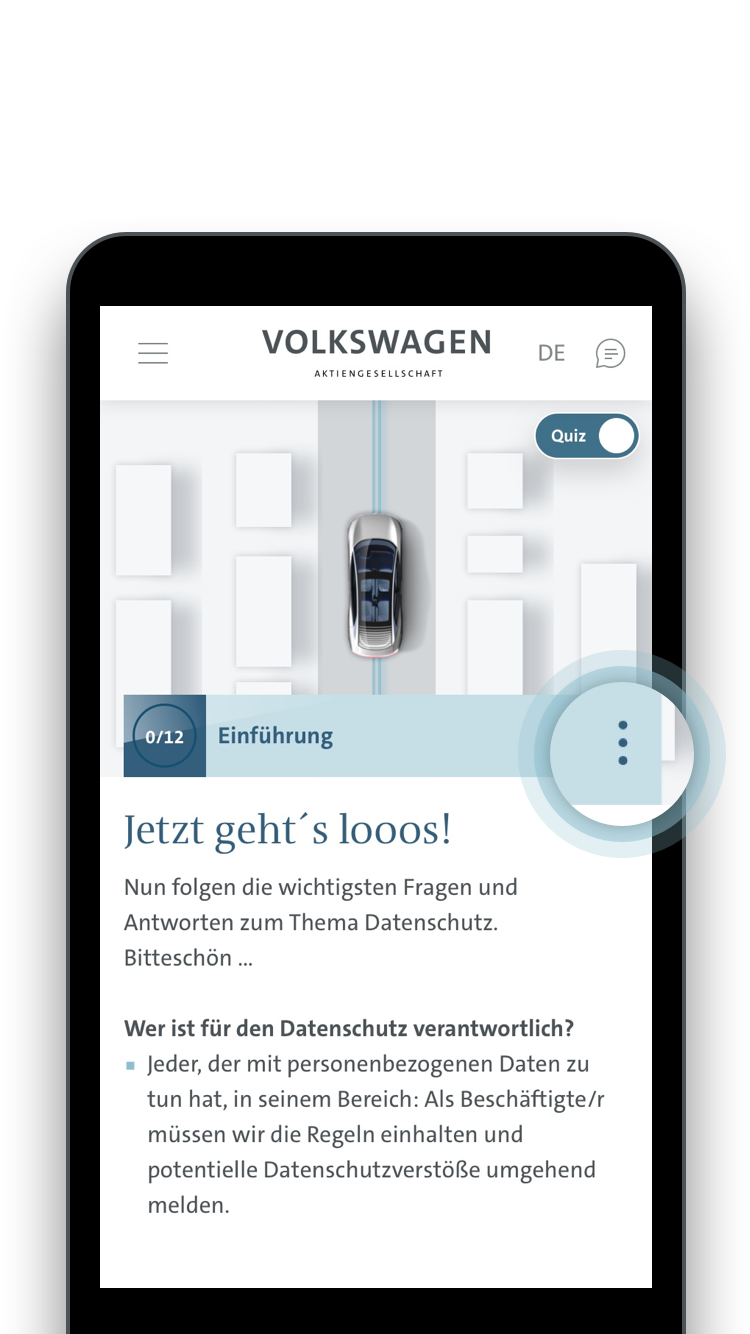 VOLKSWAGEN
AKTIENGESELLSCHAFT
DE
Quiz
0/12
Einführung
Jetzt geht´s looos!
Nun folgen die wichtigsten Fragen und
Antworten zum Thema Datenschutz.
Bitteschön ...
Wer ist für den Datenschutz verantwortlich?
Jeder, der mit personenbezogenen Daten zu
tun hat, in seinem Bereich: Als Beschäftigte/r
müssen wir die Regeln einhalten und
potentielle Datenschutzverstöße umgehend
melden.